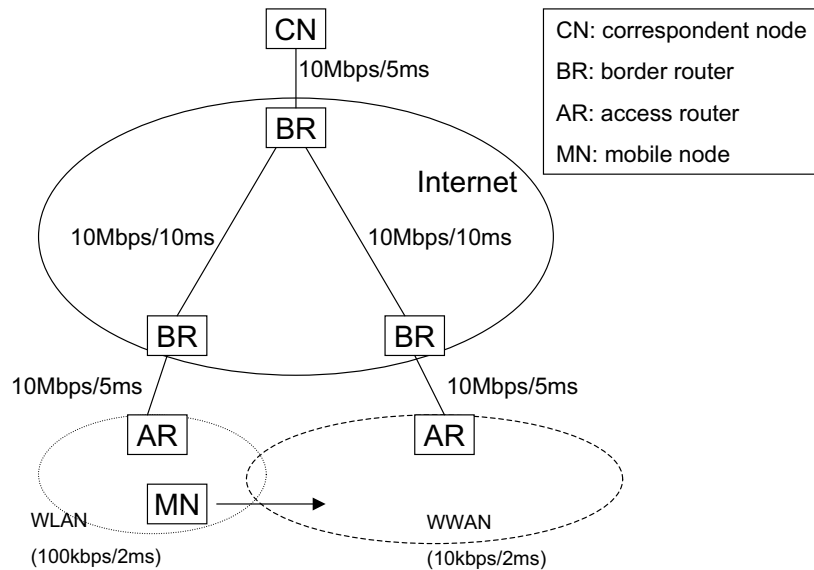 CN
10Mbps/5ms
BR
Internet
10Mbps/10ms
10Mbps/10ms
BR
BR
10Mbps/5ms
10Mbps/5ms
AR
AR
MN
WLAN
(100kbps/2ms)
WWAN
(10kbps/2ms)
CN: correspondent node
BR: border router
AR: access router
MN: mobile node